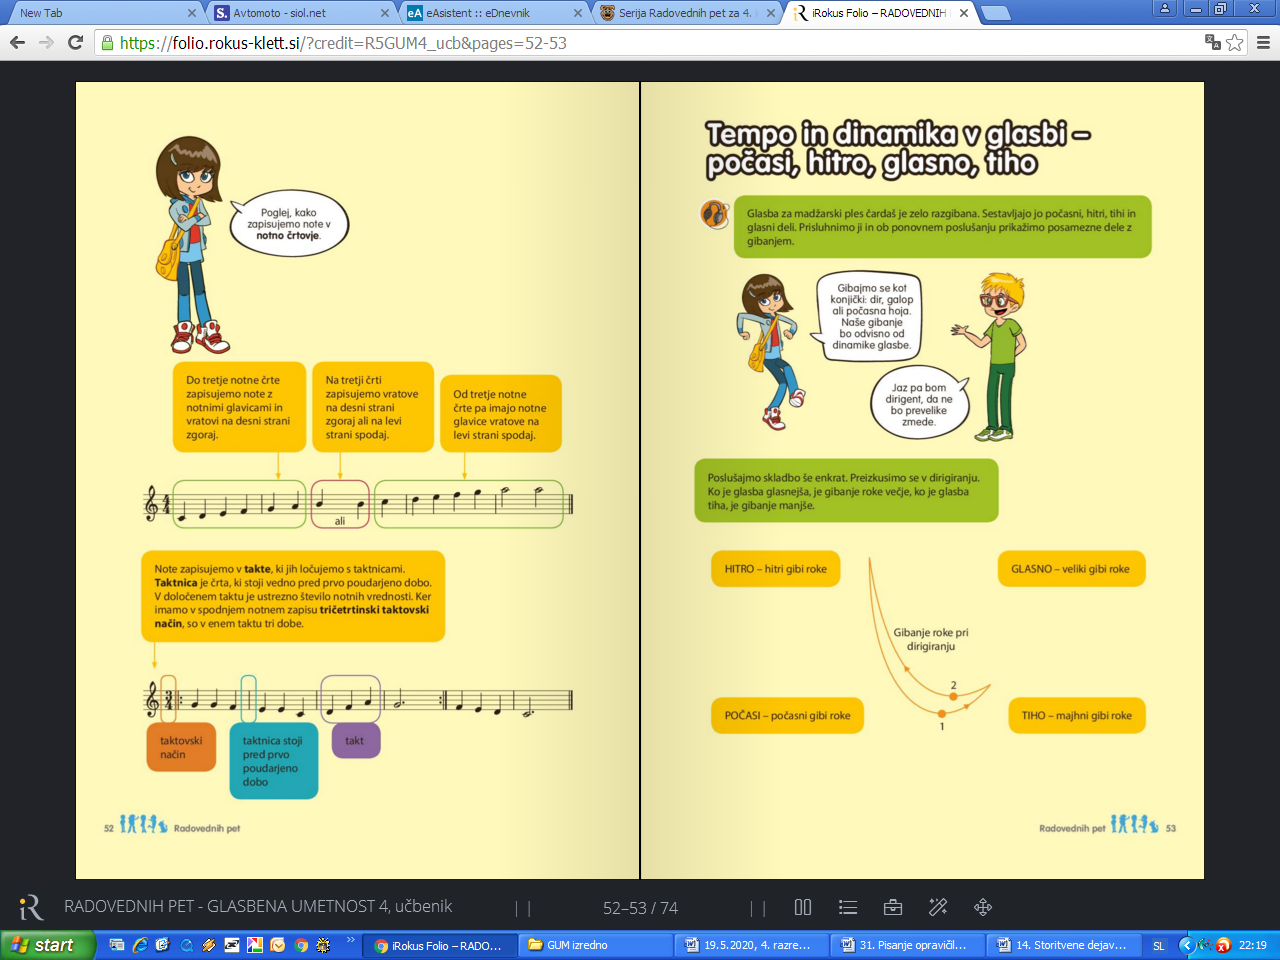 New Tab
Avtomoto - siol.net
eAsistent :: eDnevnik
Serija Radovednih pet za 4.
iRokus Folio – RADOVEDNIH
https://folio.rokus-klett.si/?credit=R5GUM4_ucb&pages=52-53
Poglej, kako
zapisujemo note v
notno črtovje.
Do tretje notne črte
zapisujemo note z
notnimi glavicami in
vratovi na desni strani
zgoraj.
Na tretji črti
zapisujemo vratove
na desni strani
zgoraj ali na levi
strani spodaj.
Od tretje notne
črte pa imajo notne
glavice vratove na
levi strani spodaj.
4
4
ali
Note zapisujemo v takte, ki jih ločujemo s taktnicami.
Taktnica je črta, ki stoji vedno pred prvo poudarjeno dobo.
V določenem taktu je ustrezno število notnih vrednosti. Ker
imamo v spodnjem notnem zapisu tričetrtinski taktovski
način, so v enem taktu tri dobe.
3
4
taktovski
način
taktnica stoji
pred prvo
poudarjeno
dobo
takt
52 Radovednih pet
Tempo in dinamika v glasbi –
počasi, hitro, glasno, tiho
Glasba za madžarski ples čardaš je zelo razgibana. Sestavljajo jo počasni, hitri, tihi in
glasni deli. Prisluhnimo ji in ob ponovnem poslušanju prikažimo posamezne dele z
gibanjem.
Gibajmo se kot
konjički: dir, galop
ali počasna hoja.
Naše gibanje
bo odvisno od
dinamike glasbe.
Jaz pa bom
dirigent, da ne
bo prevelike
zmede.
Poslušajmo skladbo še enkrat. Preizkusimo se v dirigiranju.
Ko je glasba glasnejša, je gibanje roke večje, ko je glasba
tiha, je gibanje manjše.
HITRO – hitri gibi roke
GLASNO – veliki gibi roke
Gibanje roke pri
dirigiranju
2
1
POČASI – počasni gibi roke
TIHO – majhni gibi roke
Radovednih pet 53
iR
RADOVEDNIH PET - GLASBENA UMETNOST 4, učbenik
52–53 / 74
start
iRokus Folio – RADO...
GUM izredno
19.5.2020, 4. razre...
31. Pisanje opravičil...
14. Storitvene dejav...
SL
22:19